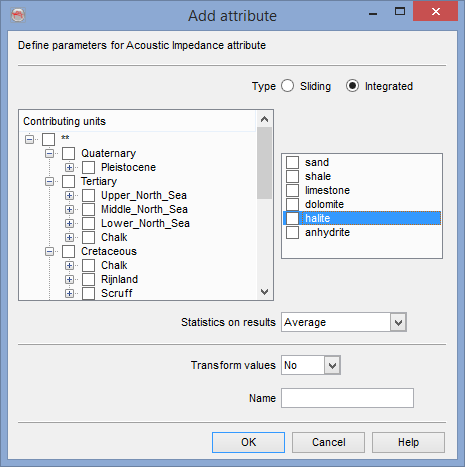 Add attribute
Define parameters for Acoustic Impedance attribute
Type Sliding Integrated
Contributing units
**
Quaternary
Pleistocene
Tertiary
Upper_North_Sea
Middle_North_Sea
Lower_North_Sea
Chalk
Cretaceous
Chalk
Rijnland
Scruff
sand
shale
limestone
dolomite
halite
anhydrite
Statistics on results Average
Transform values No
Name
OK Cancel Help